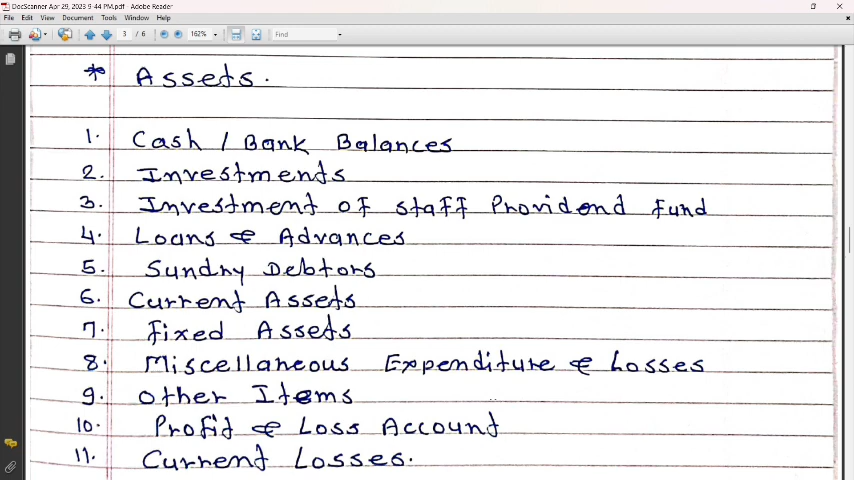 DocScanner Apr 29, 2023 9-44 PM.pdf - Adobe Reader
File Edit View Document Tools Window Help
3 / 6 162% Find
* Assets.
1. Cash / Bank Balances
2. Investments
3. Investment of staff Providend Fund
4. Loans & Advances
5. Sundry Debtors
6. Current Assets
7. Fixed Assets
8. Miscellaneous Expenditure & Losses
9. Other Items
10. Profit & Loss Account
11. Current Losses.